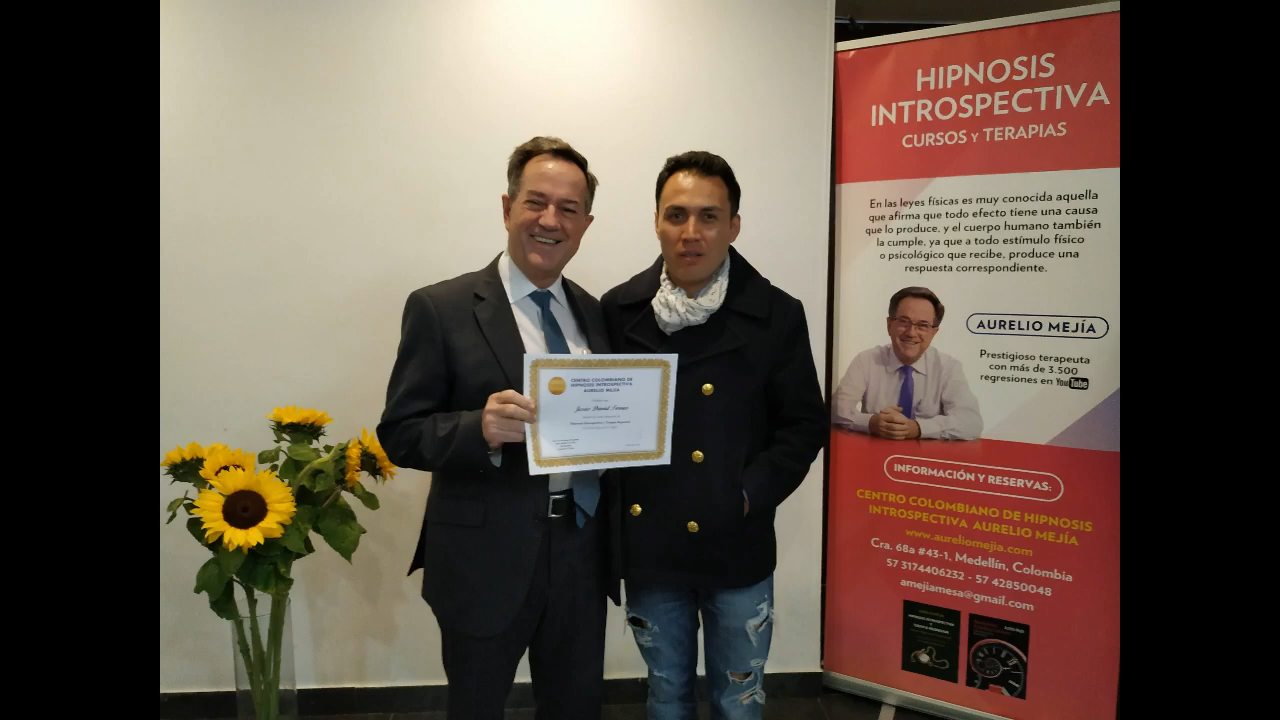 CENTRO COLOMBIANO DE
HIPNOSIS INTROSPECTIVA
AURELIO MEJÍA
HIPNOSIS
INTROSPECTIVA
CURSOS Y TERAPIAS
En las leyes físicas es muy conocida aquella
que afirma que todo efecto tiene una causa
que lo produce, y el cuerpo humano también
la cumple, ya que a todo estímulo físico
o psicológico que recibe, produce una
respuesta correspondiente.
AURELIO MEJÍA
Prestigioso terapeuta
con más de 3.500
regresiones en YouTube
INFORMACIÓN Y RESERVAS:
CENTRO COLOMBIANO DE HIPNOSIS
INTROSPECTIVA AURELIO MEJÍA
www.aureliomejia.com
Cra. 68a #43-1, Medellín, Colombia
57 3174406232 - 57 42850048
amejiamesa@gmail.com